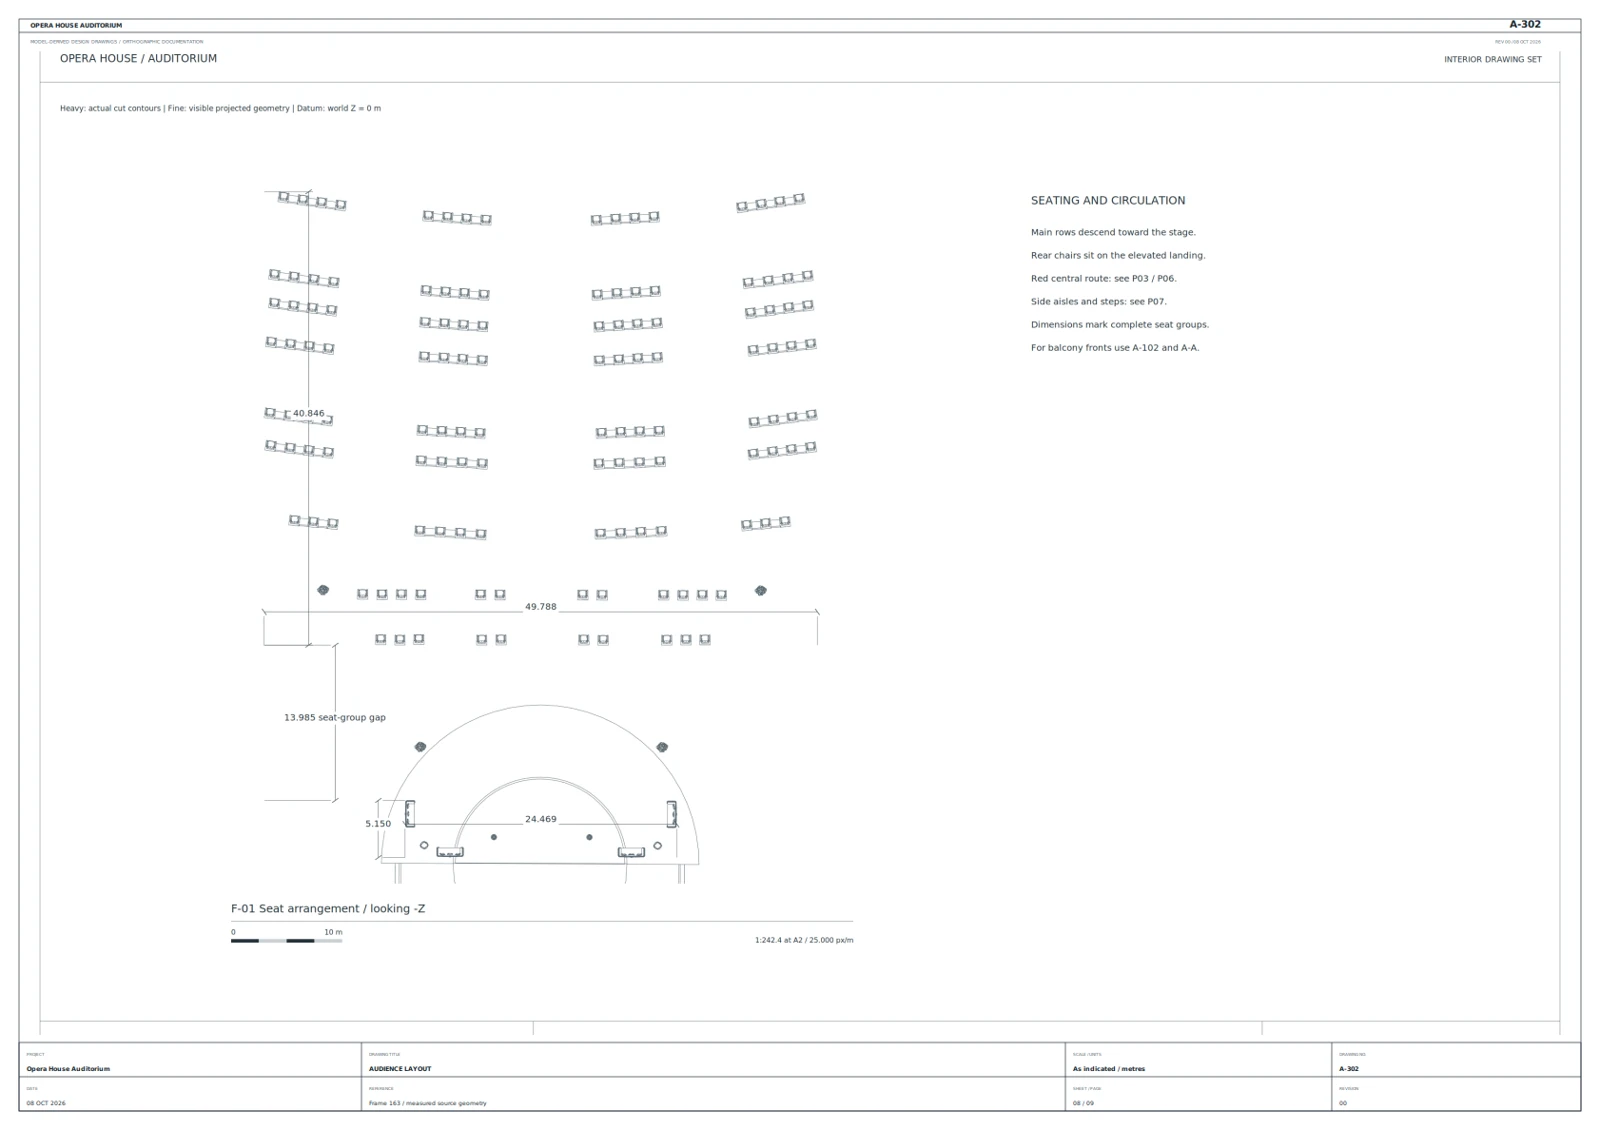 OPERA HOUSE AUDITORIUM
A-302
MODEL-DERIVED DESIGN DRAWINGS / ORTHOGRAPHIC DOCUMENTATION
REV 00 / 08 OCT 2026
OPERA HOUSE / AUDITORIUM
INTERIOR DRAWING SET
Heavy: actual cut contours | Fine: visible projected geometry | Datum: world Z = 0 m
SEATING AND CIRCULATION
Main rows descend toward the stage.
Rear chairs sit on the elevated landing.
Red central route: see P03 / P06.
Side aisles and steps: see P07.
Dimensions mark complete seat groups.
For balcony fronts use A-102 and A-A.
40.846
49.788
13.985 seat-group gap
5.150
24.469
F-01 Seat arrangement / looking -Z
0 10 m
1:242.4 at A2 / 25.000 px/m
PROJECT
Opera House Auditorium
DRAWING TITLE
AUDIENCE LAYOUT
SCALE / UNITS
As indicated / metres
DRAWING NO.
A-302
DATE
08 OCT 2026
REFERENCE
Frame 163 / measured source geometry
SHEET / PAGE
08 / 09
REVISION
00